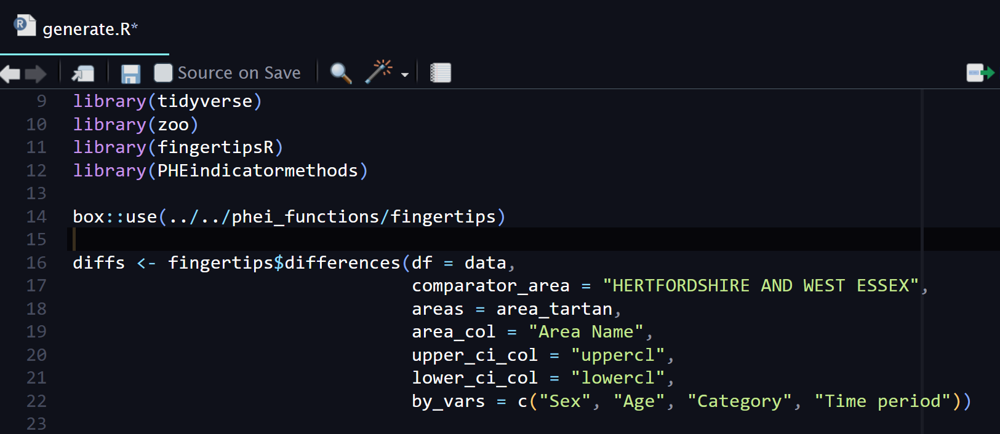 R generate.R*
Source on Save
9 library(tidyverse)
10 library(zoo)
11 library(fingertipsR)
12 library(PHEindicatormethods)
13
14 box::use(../../phei_functions/fingertips)
15
16 diffs <- fingertips$differences(df = data,
17 comparator_area = "HERTFORDSHIRE AND WEST ESSEX",
18 areas = area_tartan,
19 area_col = "Area Name",
20 upper_ci_col = "uppercl",
21 lower_ci_col = "lowercl",
22 by_vars = c("Sex", "Age", "Category", "Time period"))
23